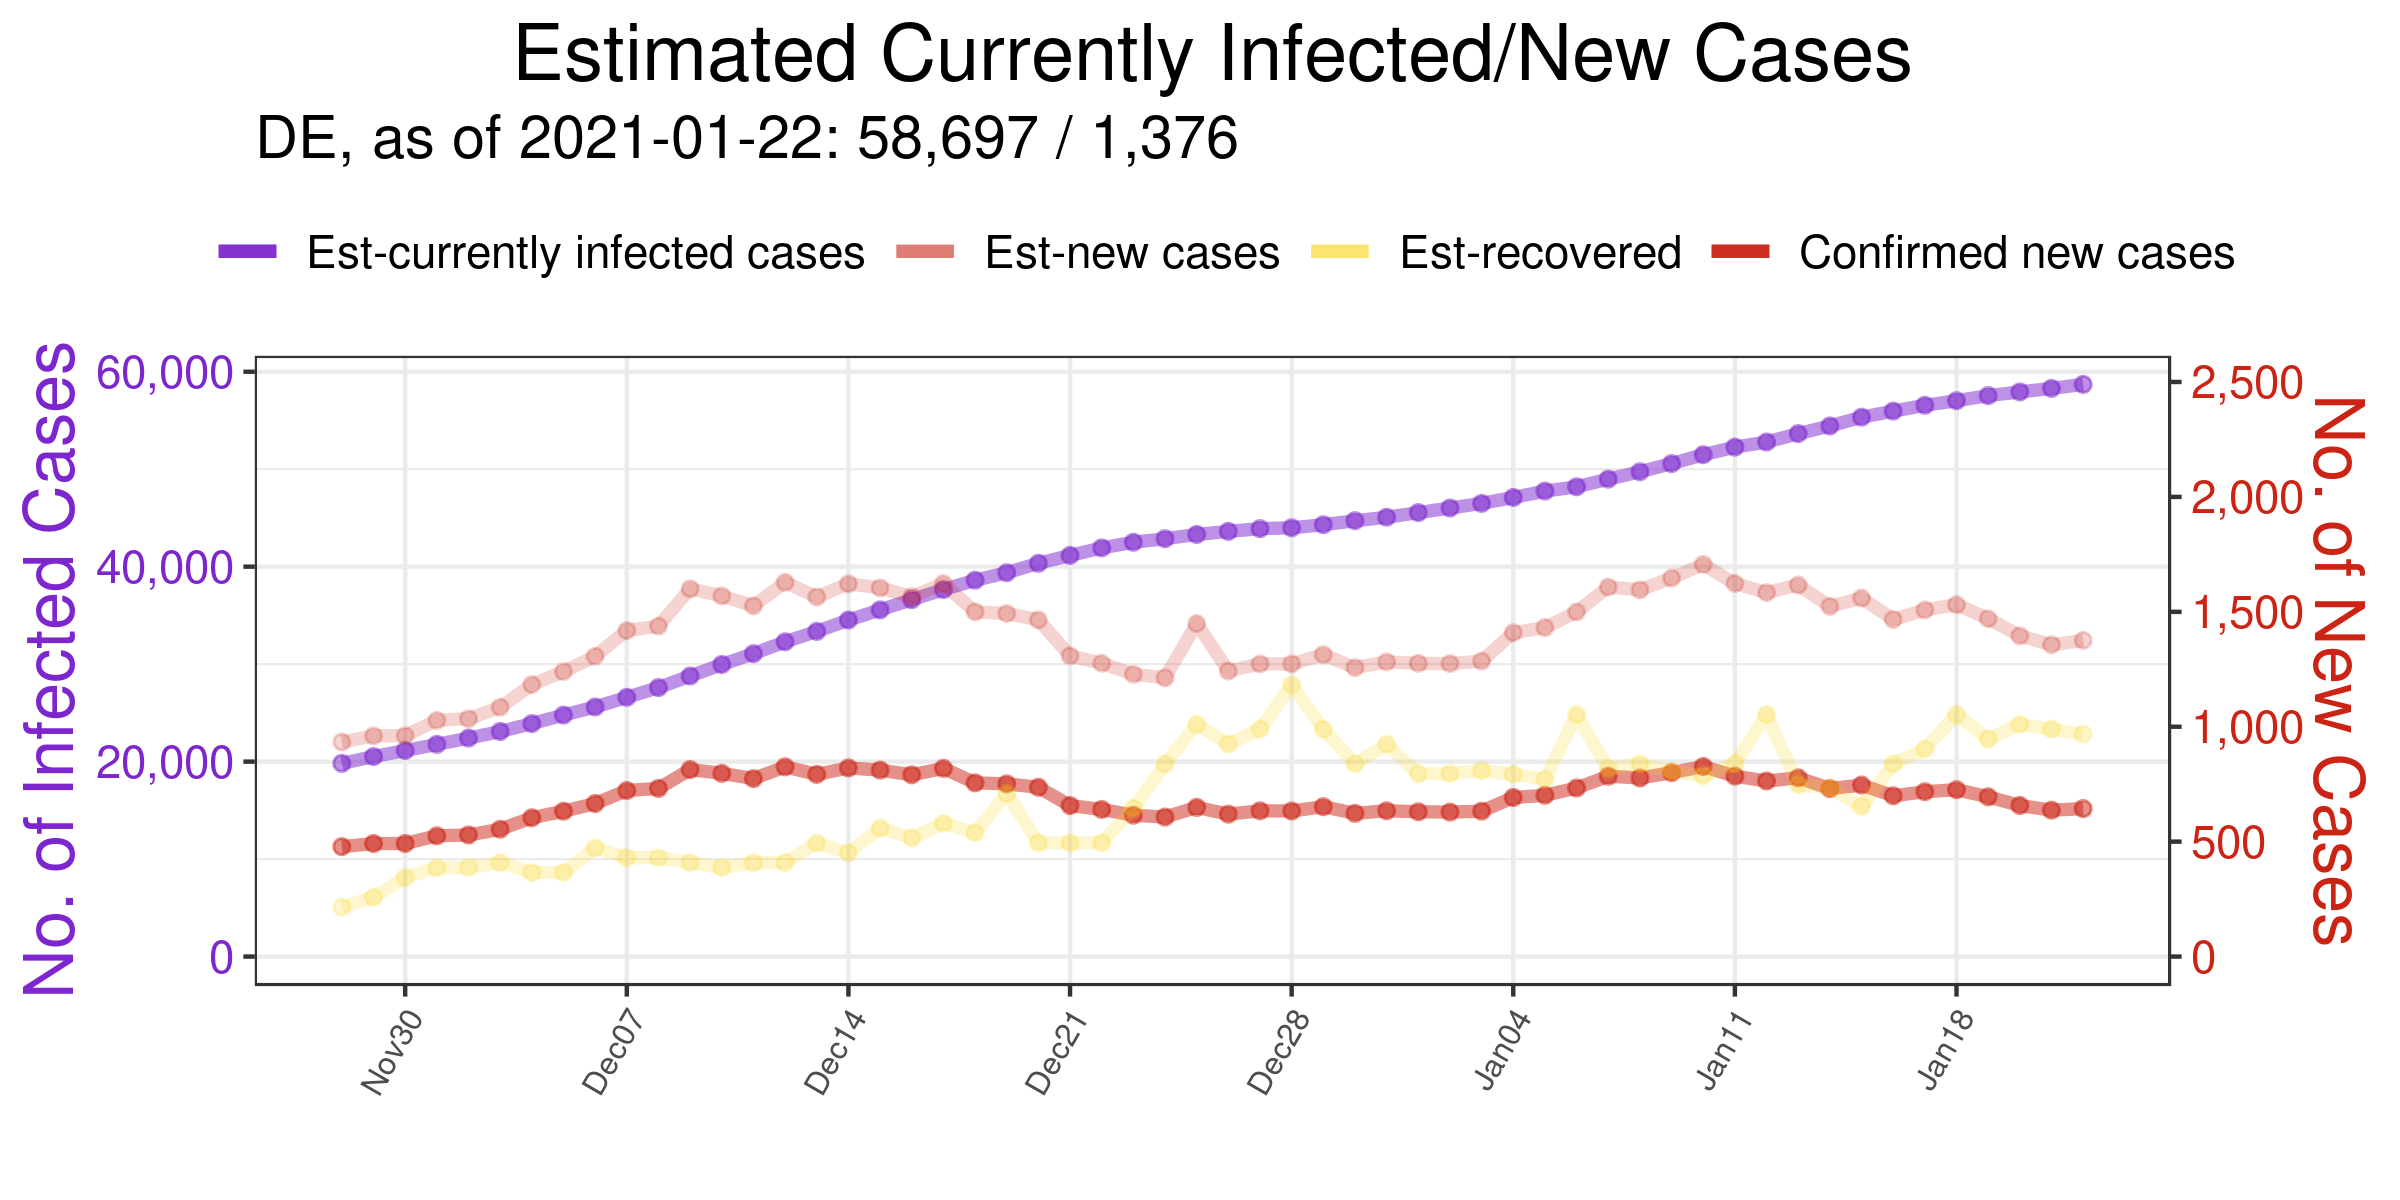 Estimated Currently Infected/New Cases
DE, as of 2021-01-22: 58,697 / 1,376
Est-currently infected cases Est-new cases Est-recovered Confirmed new cases
No. of Infected Cases
60,000
40,000
20,000
0
2,500
2,000
1,500
1,000
500
0
No. of New Cases
Nov30 Dec07 Dec14 Dec21 Dec28 Jan04 Jan11 Jan18